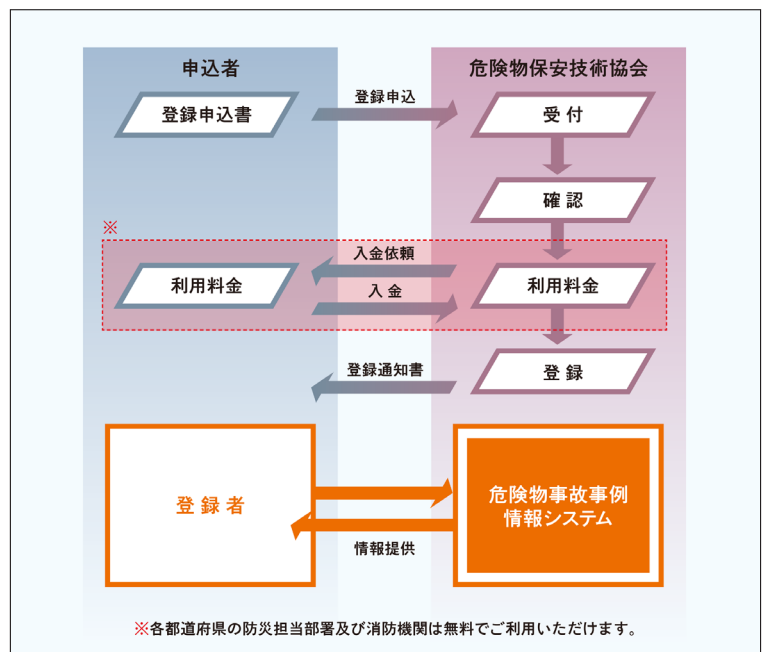 申込者
危険物保安技術協会
登録申込書
登録申込
受付
確認
※
入金依頼
利用料金
利用料金
入金
登録通知書
登録
登録者
危険物事故事例
情報システム
情報提供
※各都道府県の防災担当部署及び消防機関は無料でご利用いただけます。